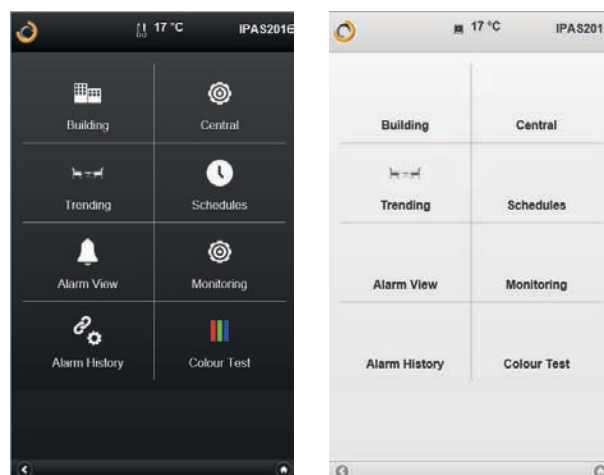 17 °C IPAS2016
Building Central
Trending Schedules
Alarm View Monitoring
Alarm History Colour Test
17 °C IPAS201
Building Central
Trending Schedules
Alarm View Monitoring
Alarm History Colour Test